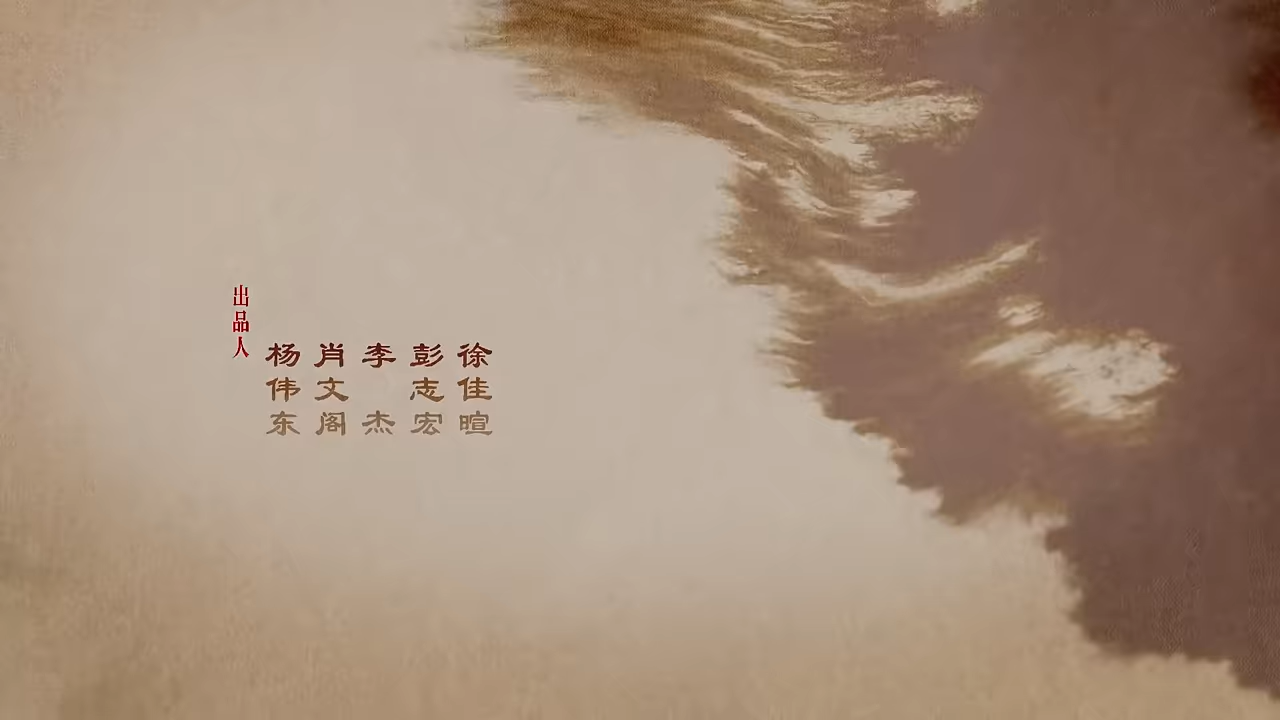 出品人
杨伟东
肖文阁
李杰
彭志宏
徐佳暄